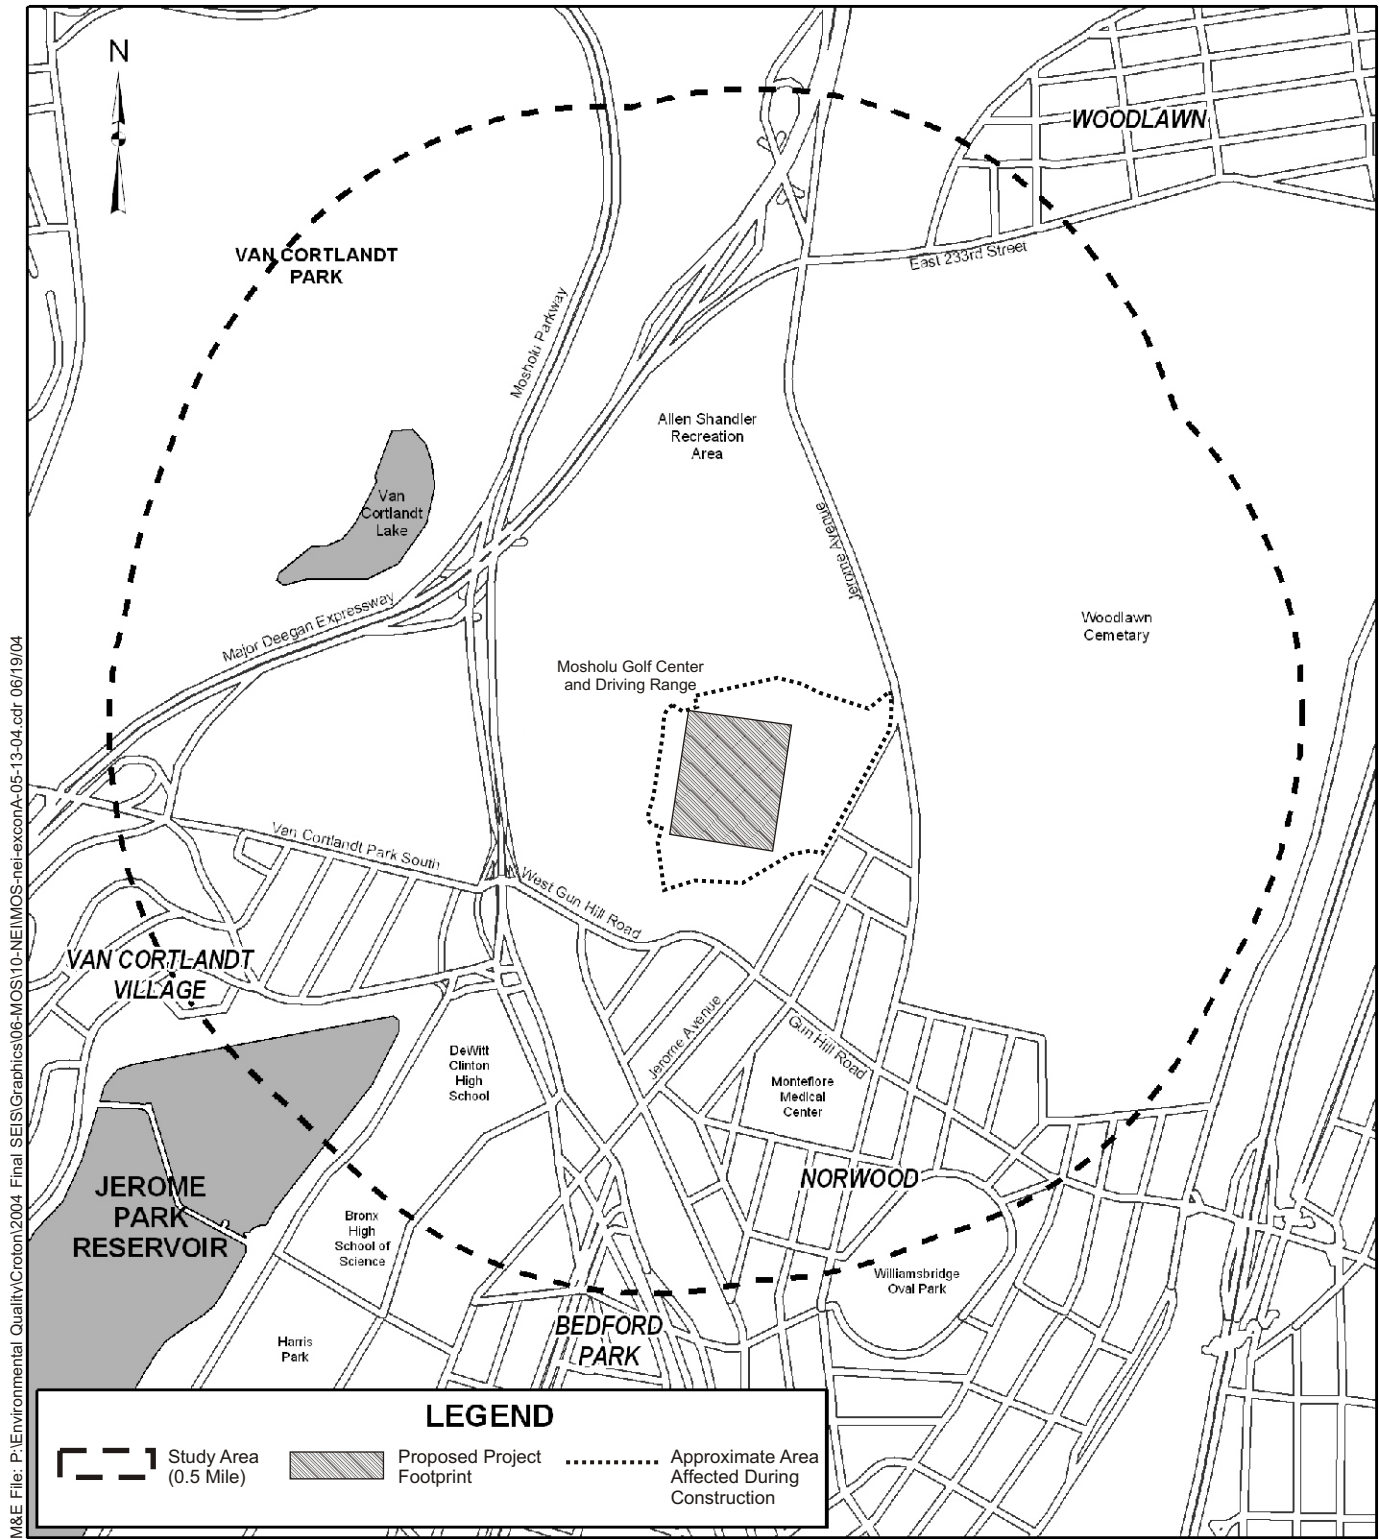 N
WOODLAWN
VAN CORTLANDT
PARK
East 233rd Street
Mosholu Parkway
Allen Shandler
Recreation
Area
Van
Cortlandt
Lake
Jerome Avenue
Major Deegan Expressway
Woodlawn
Cemetary
Mosholu Golf Center
and Driving Range
Van Cortlandt Park South
West Gun Hill Road
VAN CORTLANDT
VILLAGE
Jerome Avenue
Gun Hill Road
DeWitt
Clinton
High
School
Montefiore
Medical
Center
NORWOOD
JEROME
PARK
RESERVOIR
Bronx
High
School of
Science
Williamsbridge
Oval Park
BEDFORD
PARK
Harris
Park
LEGEND
Study Area
(0.5 Mile)
Proposed Project
Footprint
Approximate Area
Affected During
Construction
M&E File: P:\Environmental Quality\Croton\2004 Final SEIS\Graphics\06-MOS\10-NEI\MOS-nei-exconA-05-13-04.cdr 06/19/04